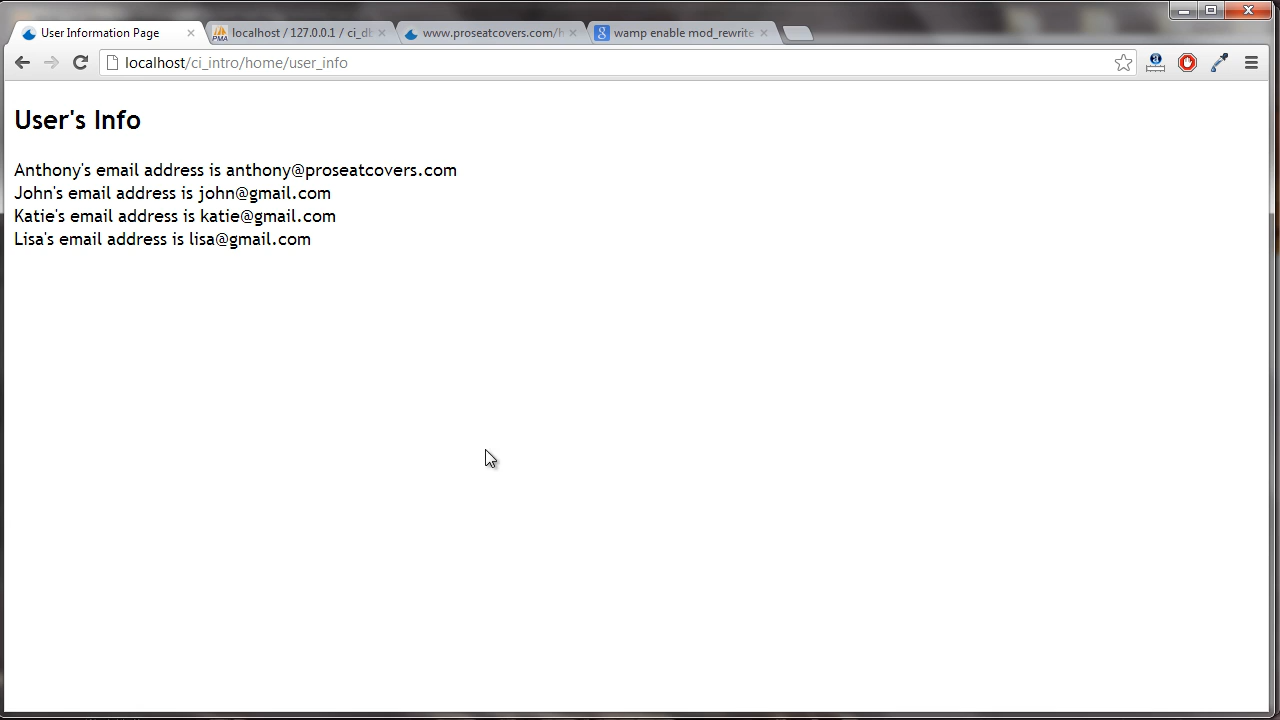 User Information Page
localhost / 127.0.0.1 / ci_db
www.proseatcovers.com/h
wamp enable mod_rewrite
localhost/ci_intro/home/user_info
User's Info
Anthony's email address is anthony@proseatcovers.com
John's email address is john@gmail.com
Katie's email address is katie@gmail.com
Lisa's email address is lisa@gmail.com